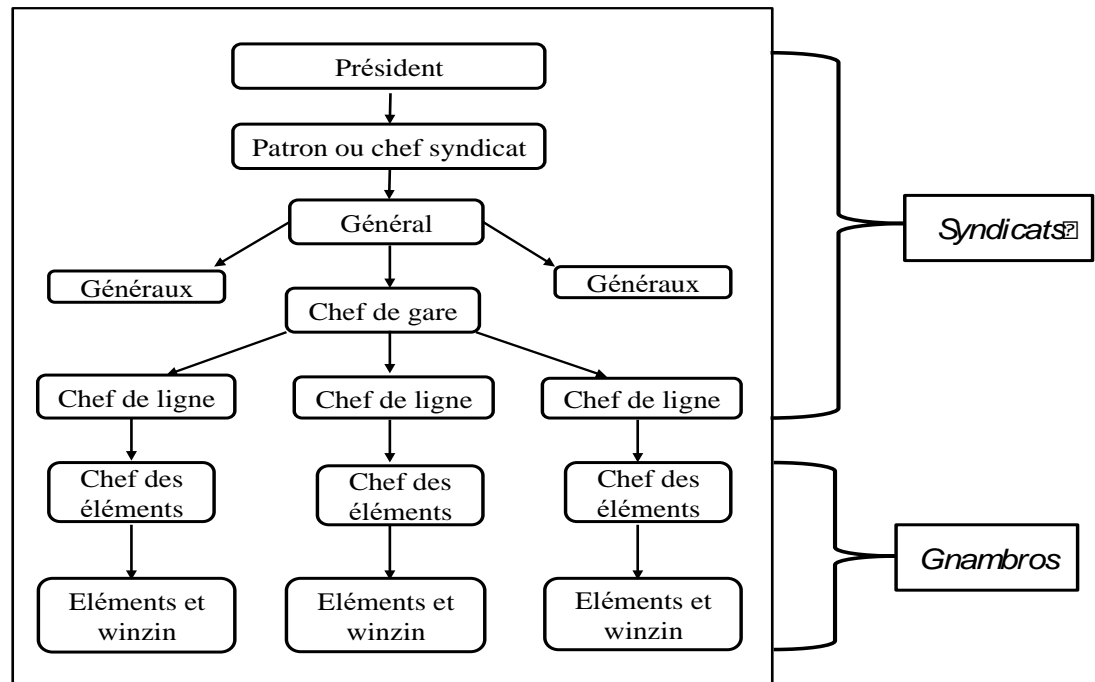 Président
Patron ou chef syndicat
Général
Généraux
Généraux
Chef de gare
Chef de ligne
Chef de ligne
Chef de ligne
Chef des
éléments
Chef des
éléments
Chef des
éléments
Eléments et
winzin
Eléments et
winzin
Eléments et
winzin
Syndicats
Gnambros